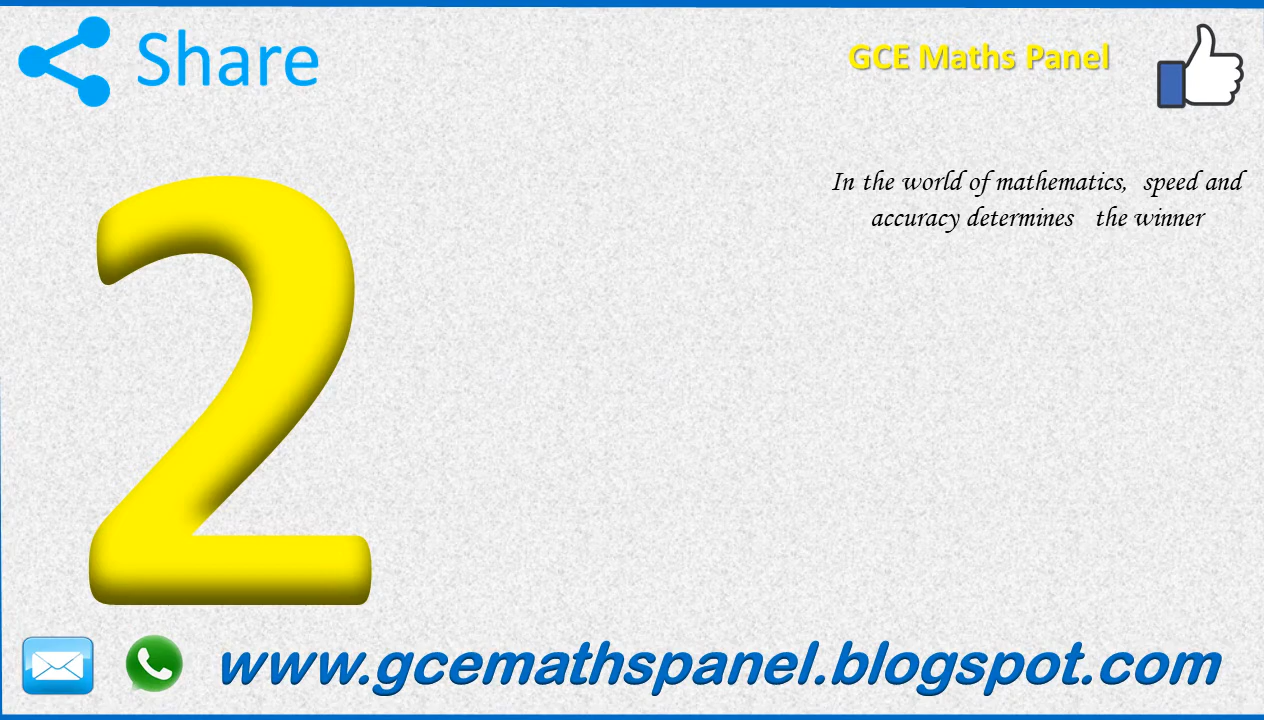 Share
GCE Maths Panel
In the world of mathematics, speed and
accuracy determines the winner
2
www.gcemathspanel.blogspot.com